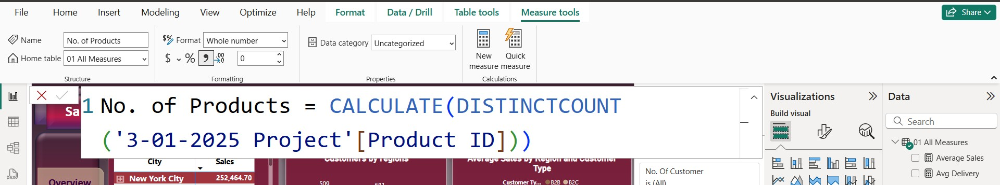 File Home Insert Modeling View Optimize Help Format Data / Drill Table tools Measure tools Share
Name No. of Products $% Format Whole number Data category Uncategorized
Home table 01 All Measures $ % 9 .00 0
New measure
Quick measure
Structure Formatting Properties Calculations
1 No. of Products = CALCULATE(DISTINCTCOUNT
('3-01-2025 Project'[Product ID]))
Sa
City Sales
New York City 252,464.70
Overview
Customers by regions
509 681
Average Sales by Region and Customer
Type
Customer Ty... B2B B2C
No. Of Customer
is (All)
Visualizations
Build visual
Data
Search
01 All Measures
Average Sales
Avg Delivery
DAX